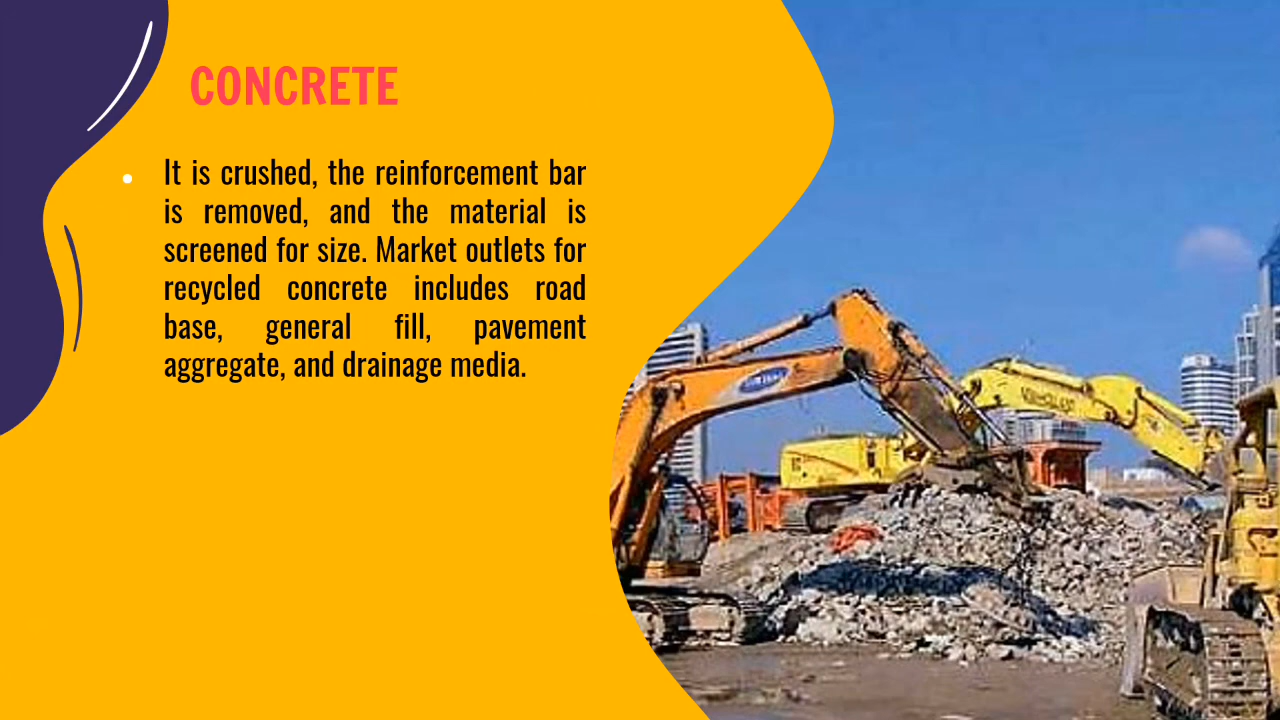 CONCRETE
It is crushed, the reinforcement bar
is removed, and the material is
screened for size. Market outlets for
recycled concrete includes road
base, general fill, pavement
aggregate, and drainage media.